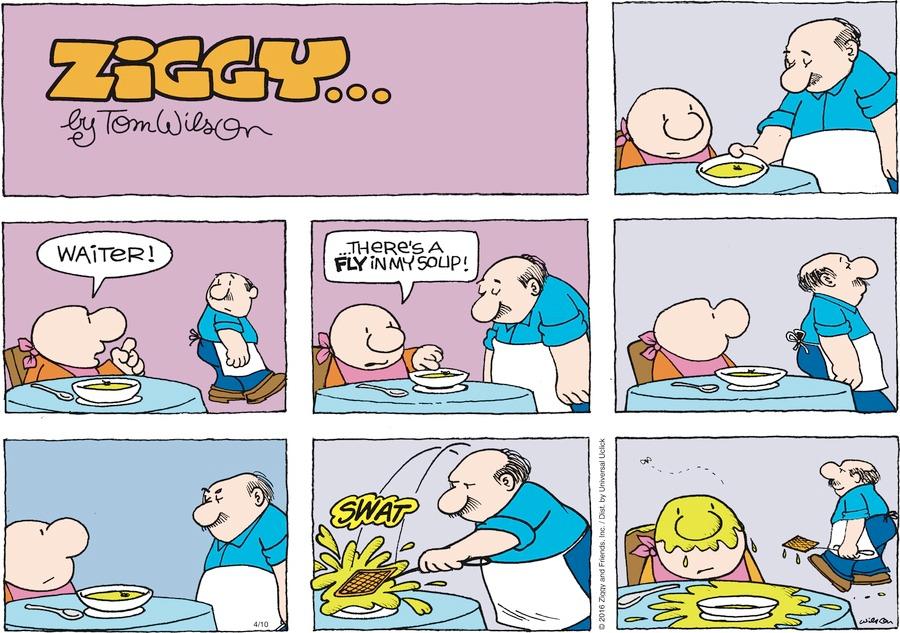 ZiGGY...
by Tom Wilson
WAiTER!
...THERE'S A
FLY iN MY SOUP!
4/10
SWAT
© 2016 Ziggy and Friends, Inc. / Dist. by Universal Uclick
WilsOn